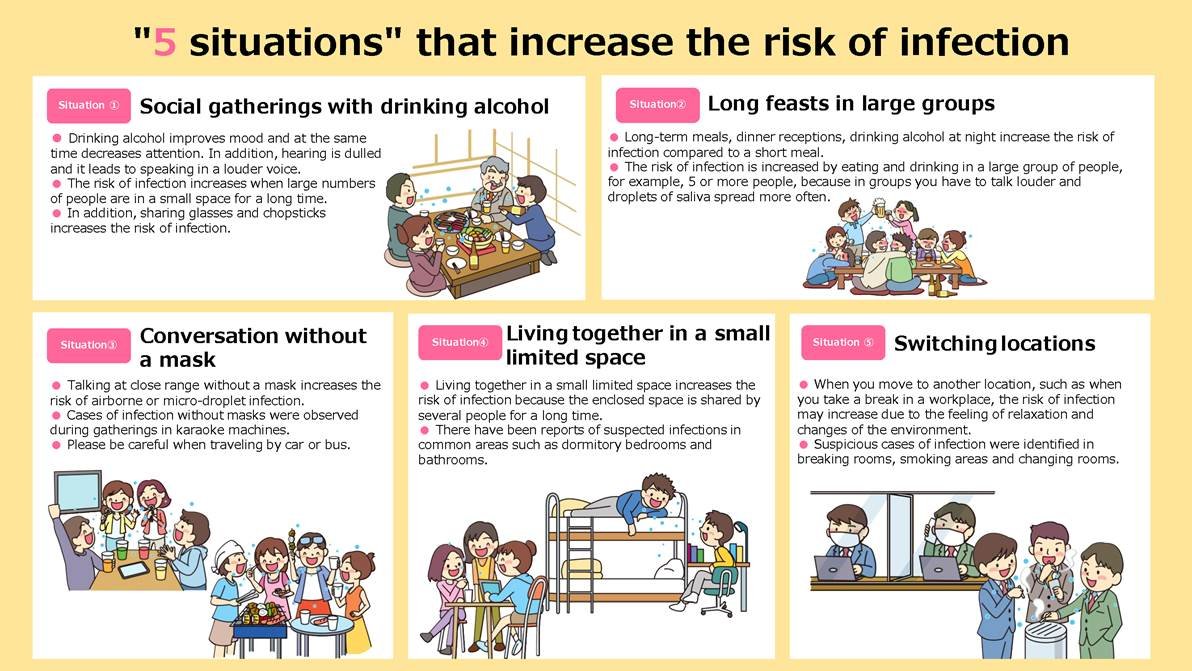 "5 situations" that increase the risk of infection
Situation ①
Social gatherings with drinking alcohol
● Drinking alcohol improves mood and at the same
time decreases attention. In addition, hearing is dulled
and it leads to speaking in a louder voice.
● The risk of infection increases when large numbers
of people are in a small space for a long time.
● In addition, sharing glasses and chopsticks
increases the risk of infection.
Situation②
Long feasts in large groups
● Long-term meals, dinner receptions, drinking alcohol at night increase the risk of
infection compared to a short meal.
● The risk of infection is increased by eating and drinking in a large group of people,
for example, 5 or more people, because in groups you have to talk louder and
droplets of saliva spread more often.
Situation③
Conversation without
a mask
● Talking at close range without a mask increases the
risk of airborne or micro-droplet infection.
● Cases of infection without masks were observed
during gatherings in karaoke machines.
● Please be careful when traveling by car or bus.
Situation④
Living together in a small
limited space
● Living together in a small limited space increases the
risk of infection because the enclosed space is shared by
several people for a long time.
● There have been reports of suspected infections in
common areas such as dormitory bedrooms and
bathrooms.
Situation ⑤
Switching locations
● When you move to another location, such as when
you take a break in a workplace, the risk of infection
may increase due to the feeling of relaxation and
changes of the environment.
● Suspicious cases of infection were identified in
breaking rooms, smoking areas and changing rooms.